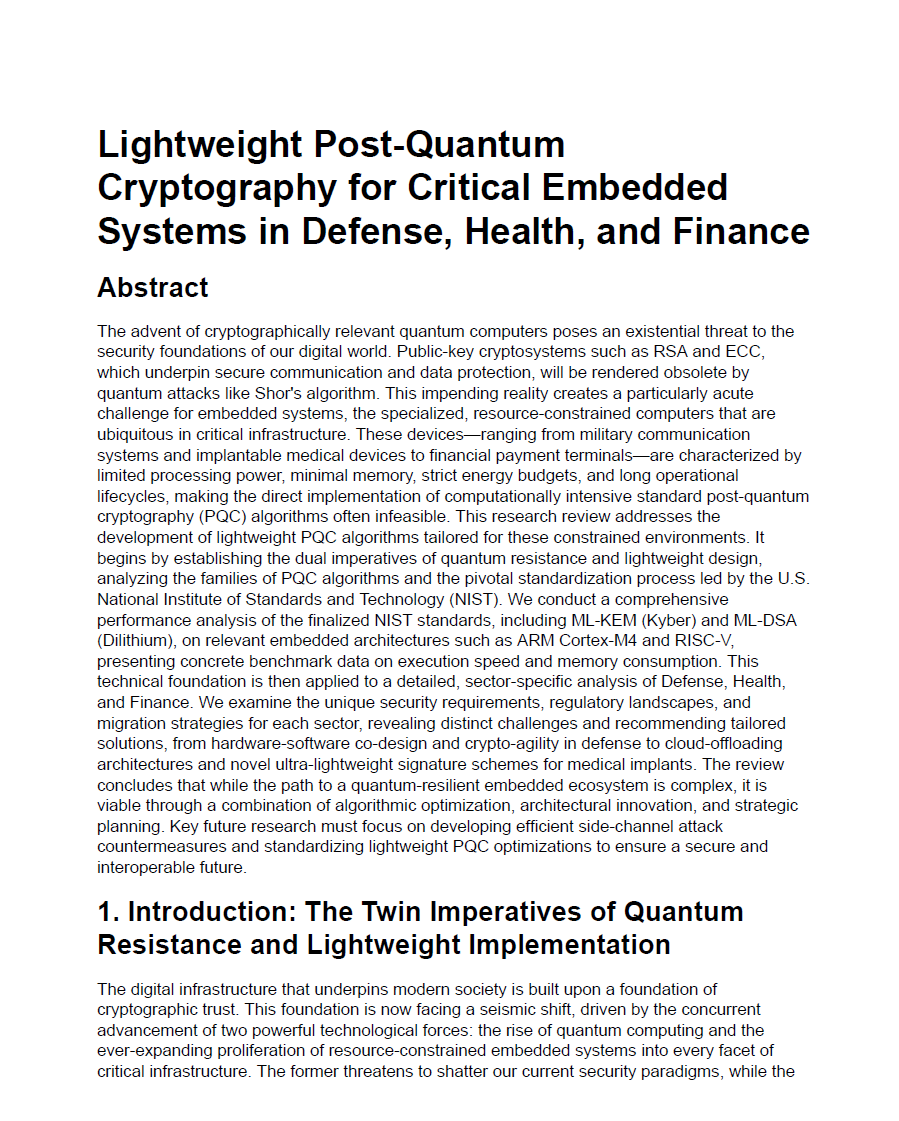 Lightweight Post-Quantum
Cryptography for Critical Embedded
Systems in Defense, Health, and Finance
Abstract
The advent of cryptographically relevant quantum computers poses an existential threat to the
security foundations of our digital world. Public-key cryptosystems such as RSA and ECC,
which underpin secure communication and data protection, will be rendered obsolete by
quantum attacks like Shor's algorithm. This impending reality creates a particularly acute
challenge for embedded systems, the specialized, resource-constrained computers that are
ubiquitous in critical infrastructure. These devices—ranging from military communication
systems and implantable medical devices to financial payment terminals—are characterized by
limited processing power, minimal memory, strict energy budgets, and long operational
lifecycles, making the direct implementation of computationally intensive standard post-quantum
cryptography (PQC) algorithms often infeasible. This research review addresses the
development of lightweight PQC algorithms tailored for these constrained environments. It
begins by establishing the dual imperatives of quantum resistance and lightweight design,
analyzing the families of PQC algorithms and the pivotal standardization process led by the U.S.
National Institute of Standards and Technology (NIST). We conduct a comprehensive
performance analysis of the finalized NIST standards, including ML-KEM (Kyber) and ML-DSA
(Dilithium), on relevant embedded architectures such as ARM Cortex-M4 and RISC-V,
presenting concrete benchmark data on execution speed and memory consumption. This
technical foundation is then applied to a detailed, sector-specific analysis of Defense, Health,
and Finance. We examine the unique security requirements, regulatory landscapes, and
migration strategies for each sector, revealing distinct challenges and recommending tailored
solutions, from hardware-software co-design and crypto-agility in defense to cloud-offloading
architectures and novel ultra-lightweight signature schemes for medical implants. The review
concludes that while the path to a quantum-resilient embedded ecosystem is complex, it is
viable through a combination of algorithmic optimization, architectural innovation, and strategic
planning. Key future research must focus on developing efficient side-channel attack
countermeasures and standardizing lightweight PQC optimizations to ensure a secure and
interoperable future.
1. Introduction: The Twin Imperatives of Quantum
Resistance and Lightweight Implementation
The digital infrastructure that underpins modern society is built upon a foundation of
cryptographic trust. This foundation is now facing a seismic shift, driven by the concurrent
advancement of two powerful technological forces: the rise of quantum computing and the
ever-expanding proliferation of resource-constrained embedded systems into every facet of
critical infrastructure. The former threatens to shatter our current security paradigms, while the